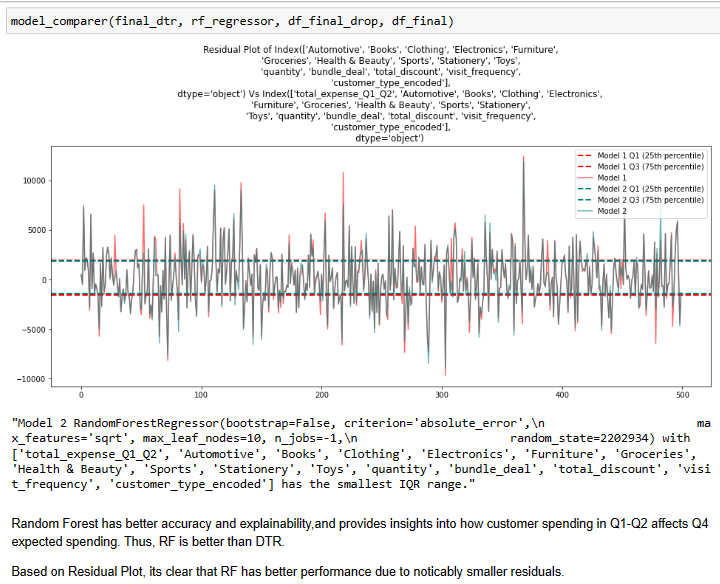 model_comparer(final_dtr, rf_regressor, df_final_drop, df_final)
Residual Plot of Index(['Automotive', 'Books', 'Clothing', 'Electronics', 'Furniture',
'Groceries', 'Health & Beauty', 'Sports', 'Stationery', 'Toys',
'quantity', 'bundle_deal', 'total_discount', 'visit_frequency',
'customer_type_encoded'],
dtype='object') Vs Index(['total_expense_Q1_Q2', 'Automotive', 'Books', 'Clothing', 'Electronics',
'Furniture', 'Groceries', 'Health & Beauty', 'Sports', 'Stationery',
'Toys', 'quantity', 'bundle_deal', 'total_discount', 'visit_frequency',
'customer_type_encoded'],
dtype='object')
Model 1 Q1 (25th percentile)
Model 1 Q3 (75th percentile)
Model 1
Model 2 Q1 (25th percentile)
Model 2 Q3 (75th percentile)
Model 2
10000
5000
0
−5000
−10000
0 100 200 300 400 500
"Model 2 RandomForestRegressor(bootstrap=False, criterion='absolute_error',\n ma
x_features='sqrt', max_leaf_nodes=10, n_jobs=-1,\n random_state=2202934) with
['total_expense_Q1_Q2', 'Automotive', 'Books', 'Clothing', 'Electronics', 'Furniture', 'Groceries',
'Health & Beauty', 'Sports', 'Stationery', 'Toys', 'quantity', 'bundle_deal', 'total_discount', 'visi
t_frequency', 'customer_type_encoded'] has the smallest IQR range."
Random Forest has better accuracy and explainability,and provides insights into how customer spending in Q1-Q2 affects Q4
expected spending. Thus, RF is better than DTR.
Based on Residual Plot, its clear that RF has better performance due to noticably smaller residuals.